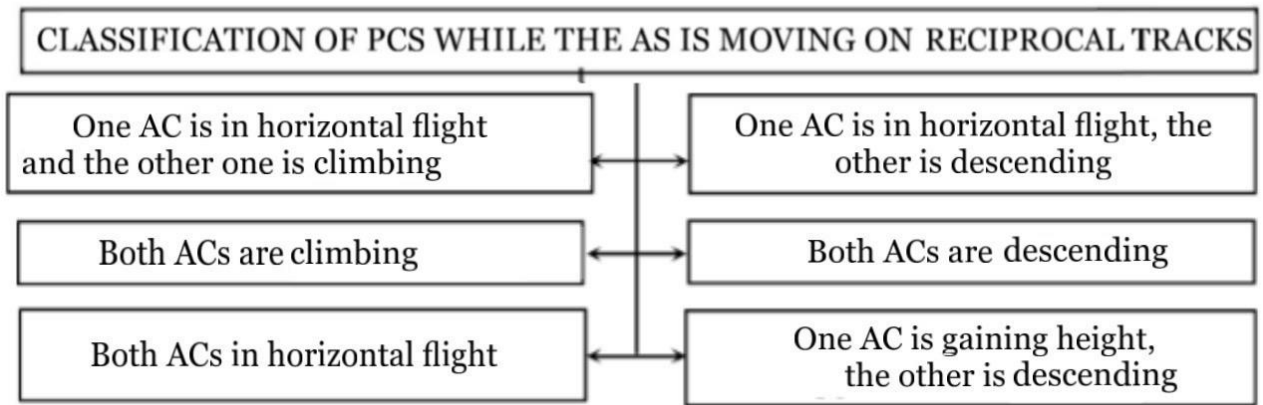 CLASSIFICATION OF PCS WHILE THE AS IS MOVING ON RECIPROCAL TRACKS
One AC is in horizontal flight
and the other one is climbing
One AC is in horizontal flight, the
other is descending
Both ACs are climbing
Both ACs are descending
Both ACs in horizontal flight
One AC is gaining height,
the other is descending